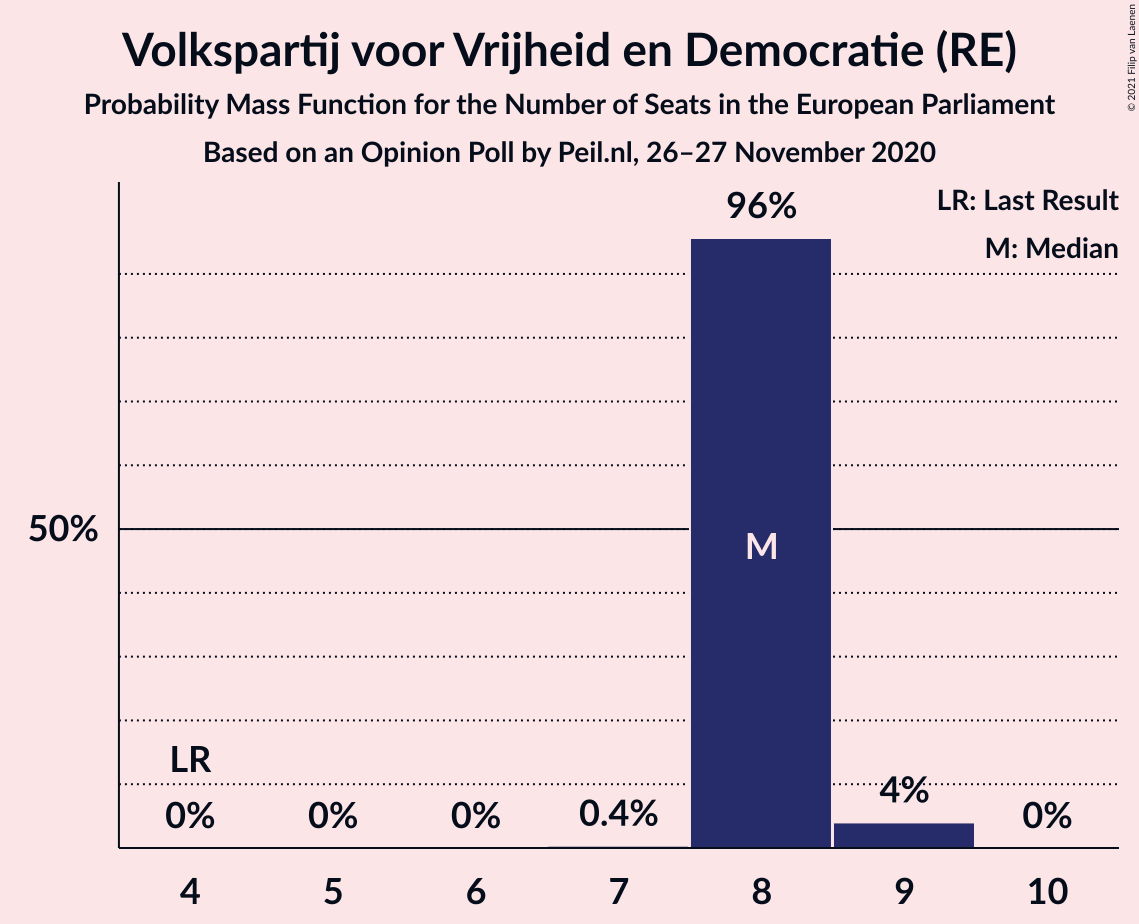 Volkspartij voor Vrijheid en Democratie (RE)
Probability Mass Function for the Number of Seats in the European Parliament
Based on an Opinion Poll by Peil.nl, 26–27 November 2020
© 2021 Filip van Laenen
LR: Last Result
M: Median
96%
50%
M
LR
0%
0%
0%
0.4%
4%
0%
4
5
6
7
8
9
10